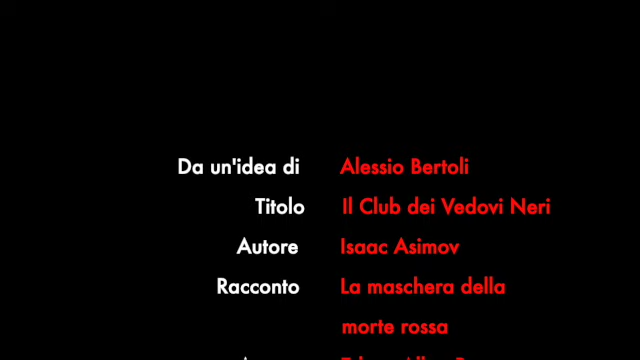 Da un'idea di Alessio Bertoli
Titolo Il Club dei Vedovi Neri
Autore Isaac Asimov
Racconto La maschera della
morte rossa